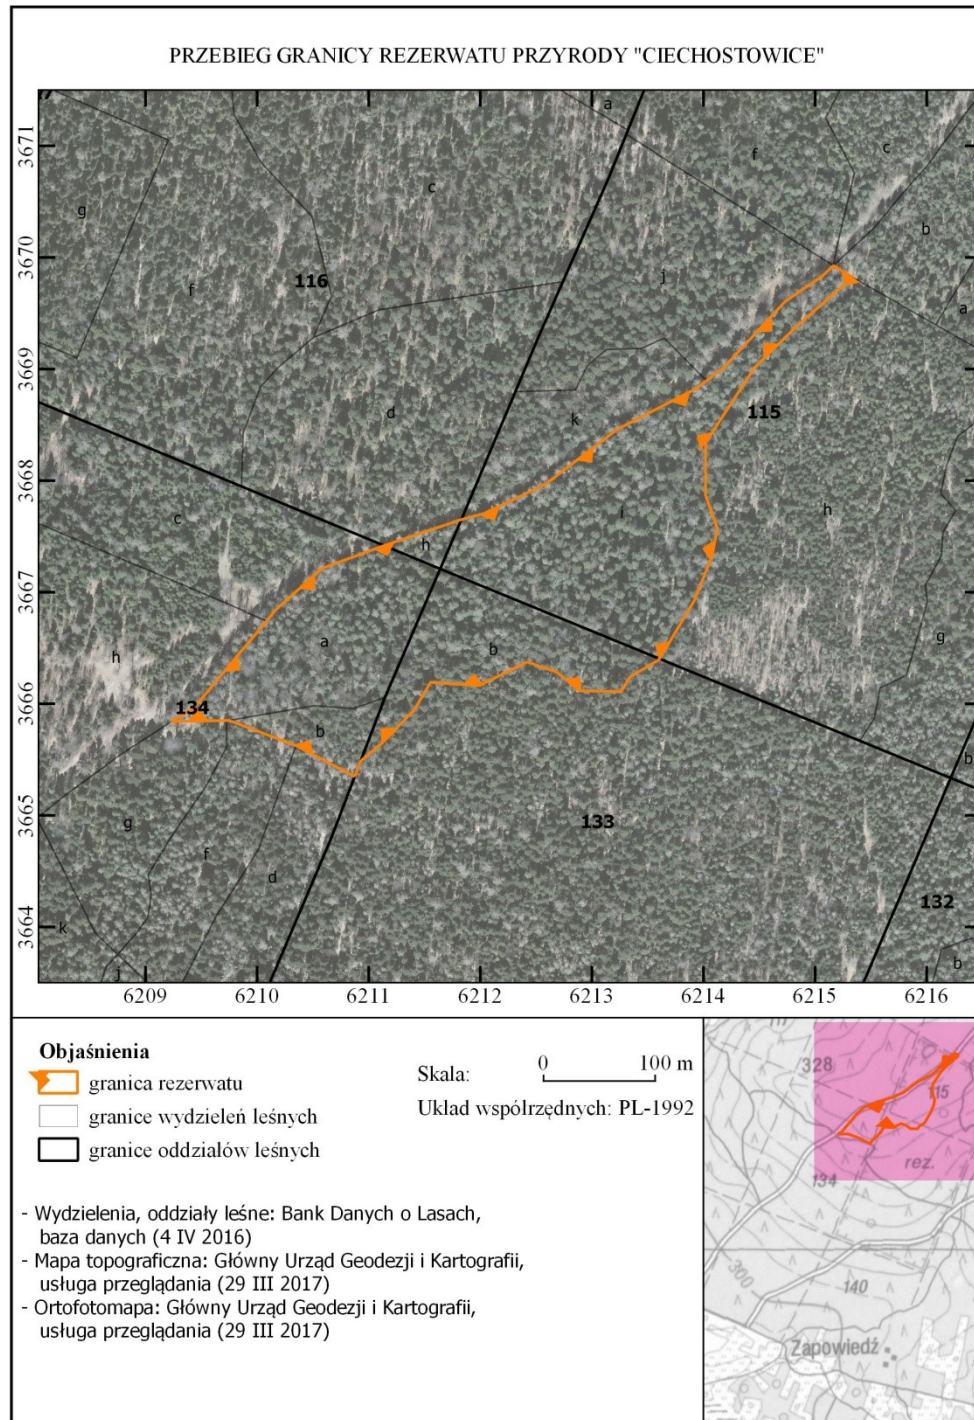 PRZEBIEG GRANICY REZERWATU PRZYRODY "CIECHOSTOWICE"
a
f
c
c
g
b
3671
j
3670
116
f
a
3669
d
115
k
3668
c
i
h
h
3667
h
a
b
g
3666
134
b
b
3665
g
133
f
d
132
3664
k
b
j
6209 6210 6211 6212 6213 6214 6215 6216
Objaśnienia
granica rezerwatu
granice wydzieleń leśnych
granice oddziałów leśnych
Skala:
0 100 m
Układ współrzędnych: PL-1992
- Wydzielenia, oddziały leśne: Bank Danych o Lasach,
baza danych (4 IV 2016)
- Mapa topograficzna: Główny Urząd Geodezji i Kartografii,
usługa przeglądania (29 III 2017)
- Ortofotomapa: Główny Urząd Geodezji i Kartografii,
usługa przeglądania (29 III 2017)
328
115
rez.
134
300
140
Zapowiedź